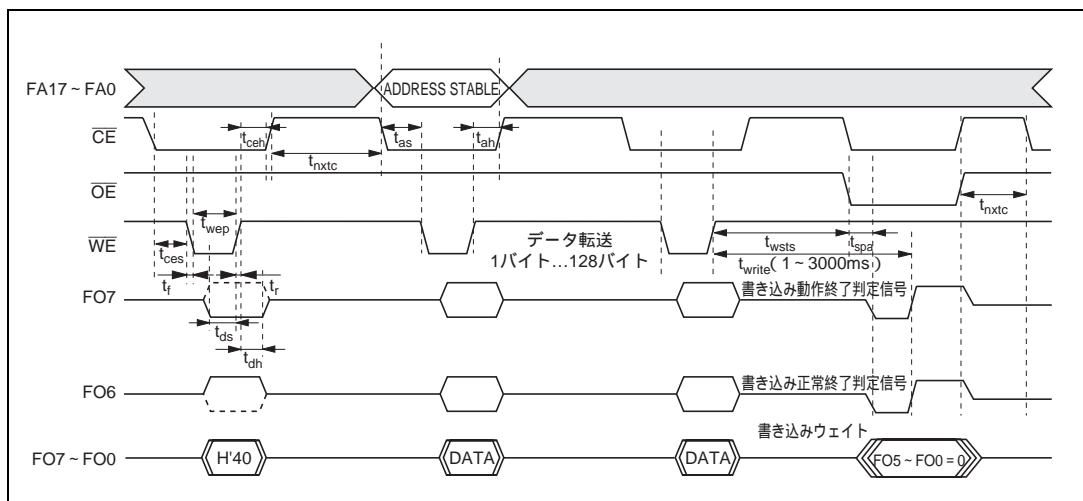 FA17 ~ FA0
ADDRESS STABLE
CE
tceh
tas
tah
tnxtc
OE
tnxtc
twep
WE
tces
データ転送
1バイト…128バイト
twsts
tspa
twrite( 1 ~ 3000ms )
tf
tr
FO7
書き込み動作終了判定信号
tds
tdh
FO6
書き込み正常終了判定信号
書き込みウェイト
FO7 ~ FO0
H'40
DATA
DATA
FO5 ~ FO0 = 0